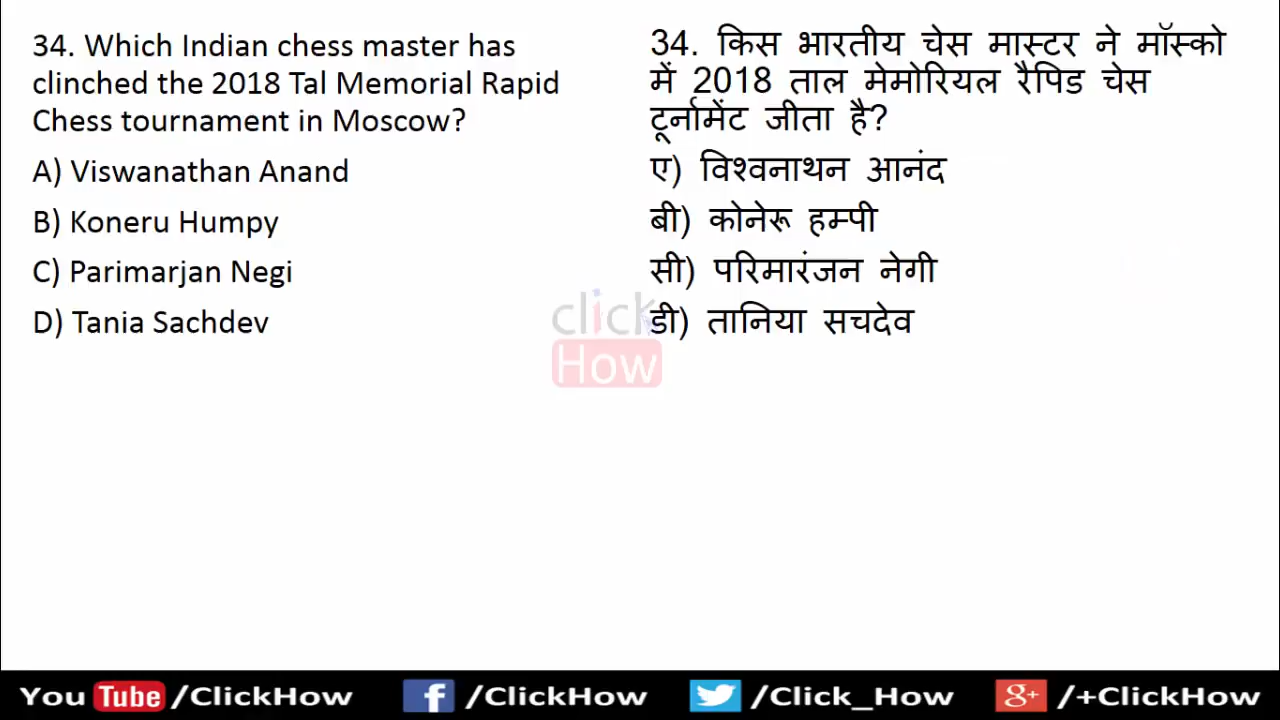 34. Which Indian chess master has
clinched the 2018 Tal Memorial Rapid
Chess tournament in Moscow?
A) Viswanathan Anand
B) Koneru Humpy
C) Parimarjan Negi
D) Tania Sachdev
34. किस भारतीय चेस मास्टर ने मॉस्को
में 2018 ताल मेमोरियल रैपिड चेस
टूर्नामेंट जीता है?
ए) विश्वनाथन आनंद
बी) कोनेरू हम्पी
सी) परिमारंजन नेगी
डी) तानिया सचदेव
click
How
You Tube /ClickHow f /ClickHow /Click_How g+ /+ClickHow